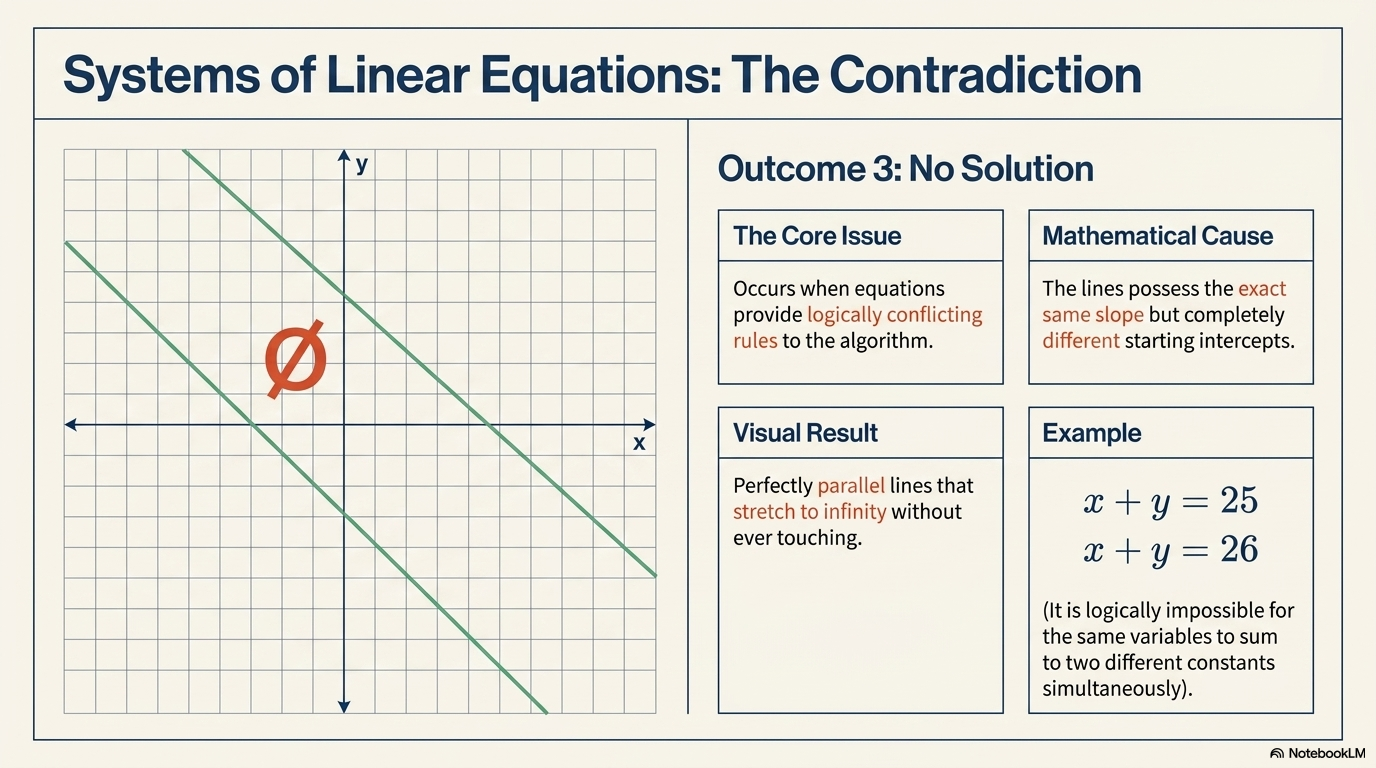 Systems of Linear Equations: The Contradiction
y
x
Ø
Outcome 3: No Solution
The Core Issue
Occurs when equations
provide logically conflicting
rules to the algorithm.
Mathematical Cause
The lines possess the exact
same slope but completely
different starting intercepts.
Visual Result
Perfectly parallel lines that
stretch to infinity without
ever touching.
Example
x + y = 25
x + y = 26
(It is logically impossible for
the same variables to sum
to two different constants
simultaneously).
NotebookLM